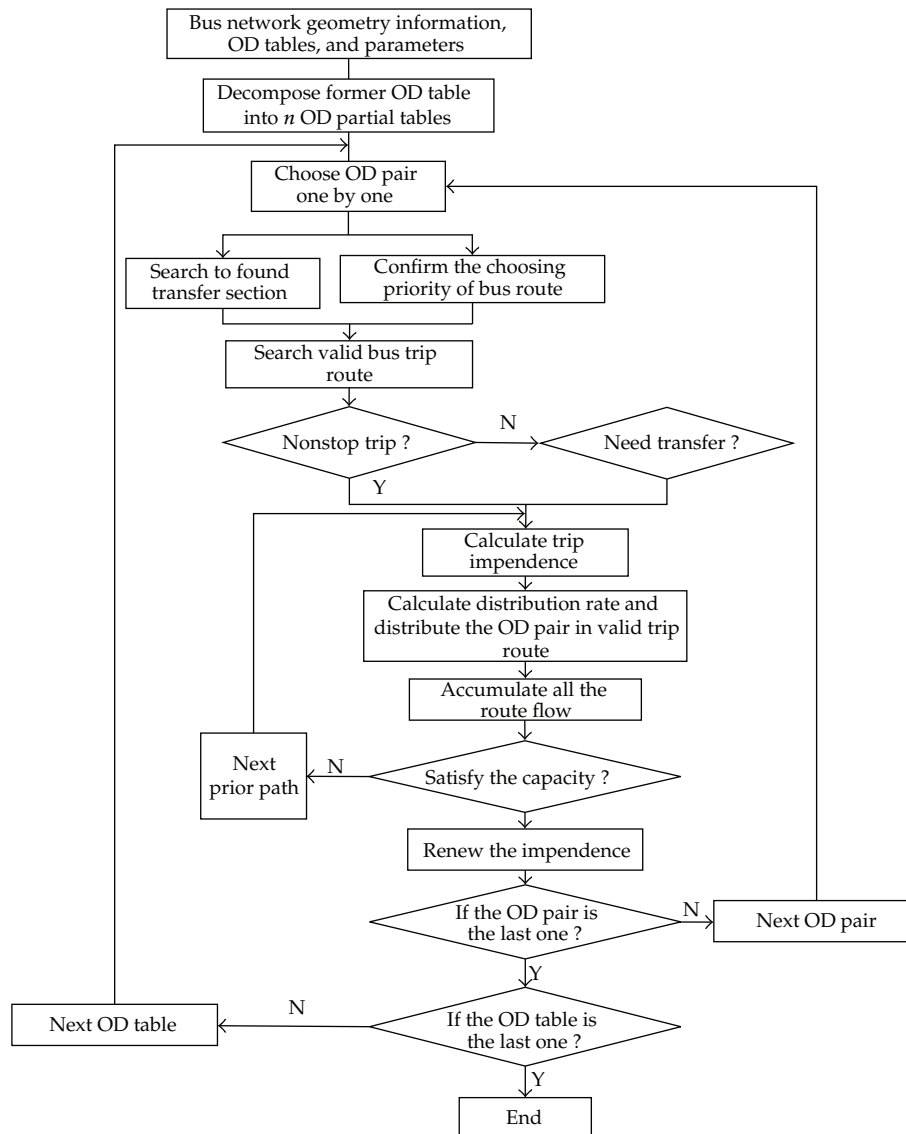 Bus network geometry information,
OD tables, and parameters
Decompose former OD table
into n OD partial tables
Choose OD pair
one by one
Search to found
transfer section
Confirm the choosing
priority of bus route
Search valid bus trip
route
Nonstop trip ?
N
Need transfer ?
Y
Calculate trip
impendence
Calculate distribution rate and
distribute the OD pair in valid trip
route
Accumulate all the
route flow
Next
prior path
N
Satisfy the capacity ?
Renew the impendence
If the OD pair is
the last one ?
N
Next OD pair
Y
Next OD table
N
If the OD table is
the last one ?
Y
End